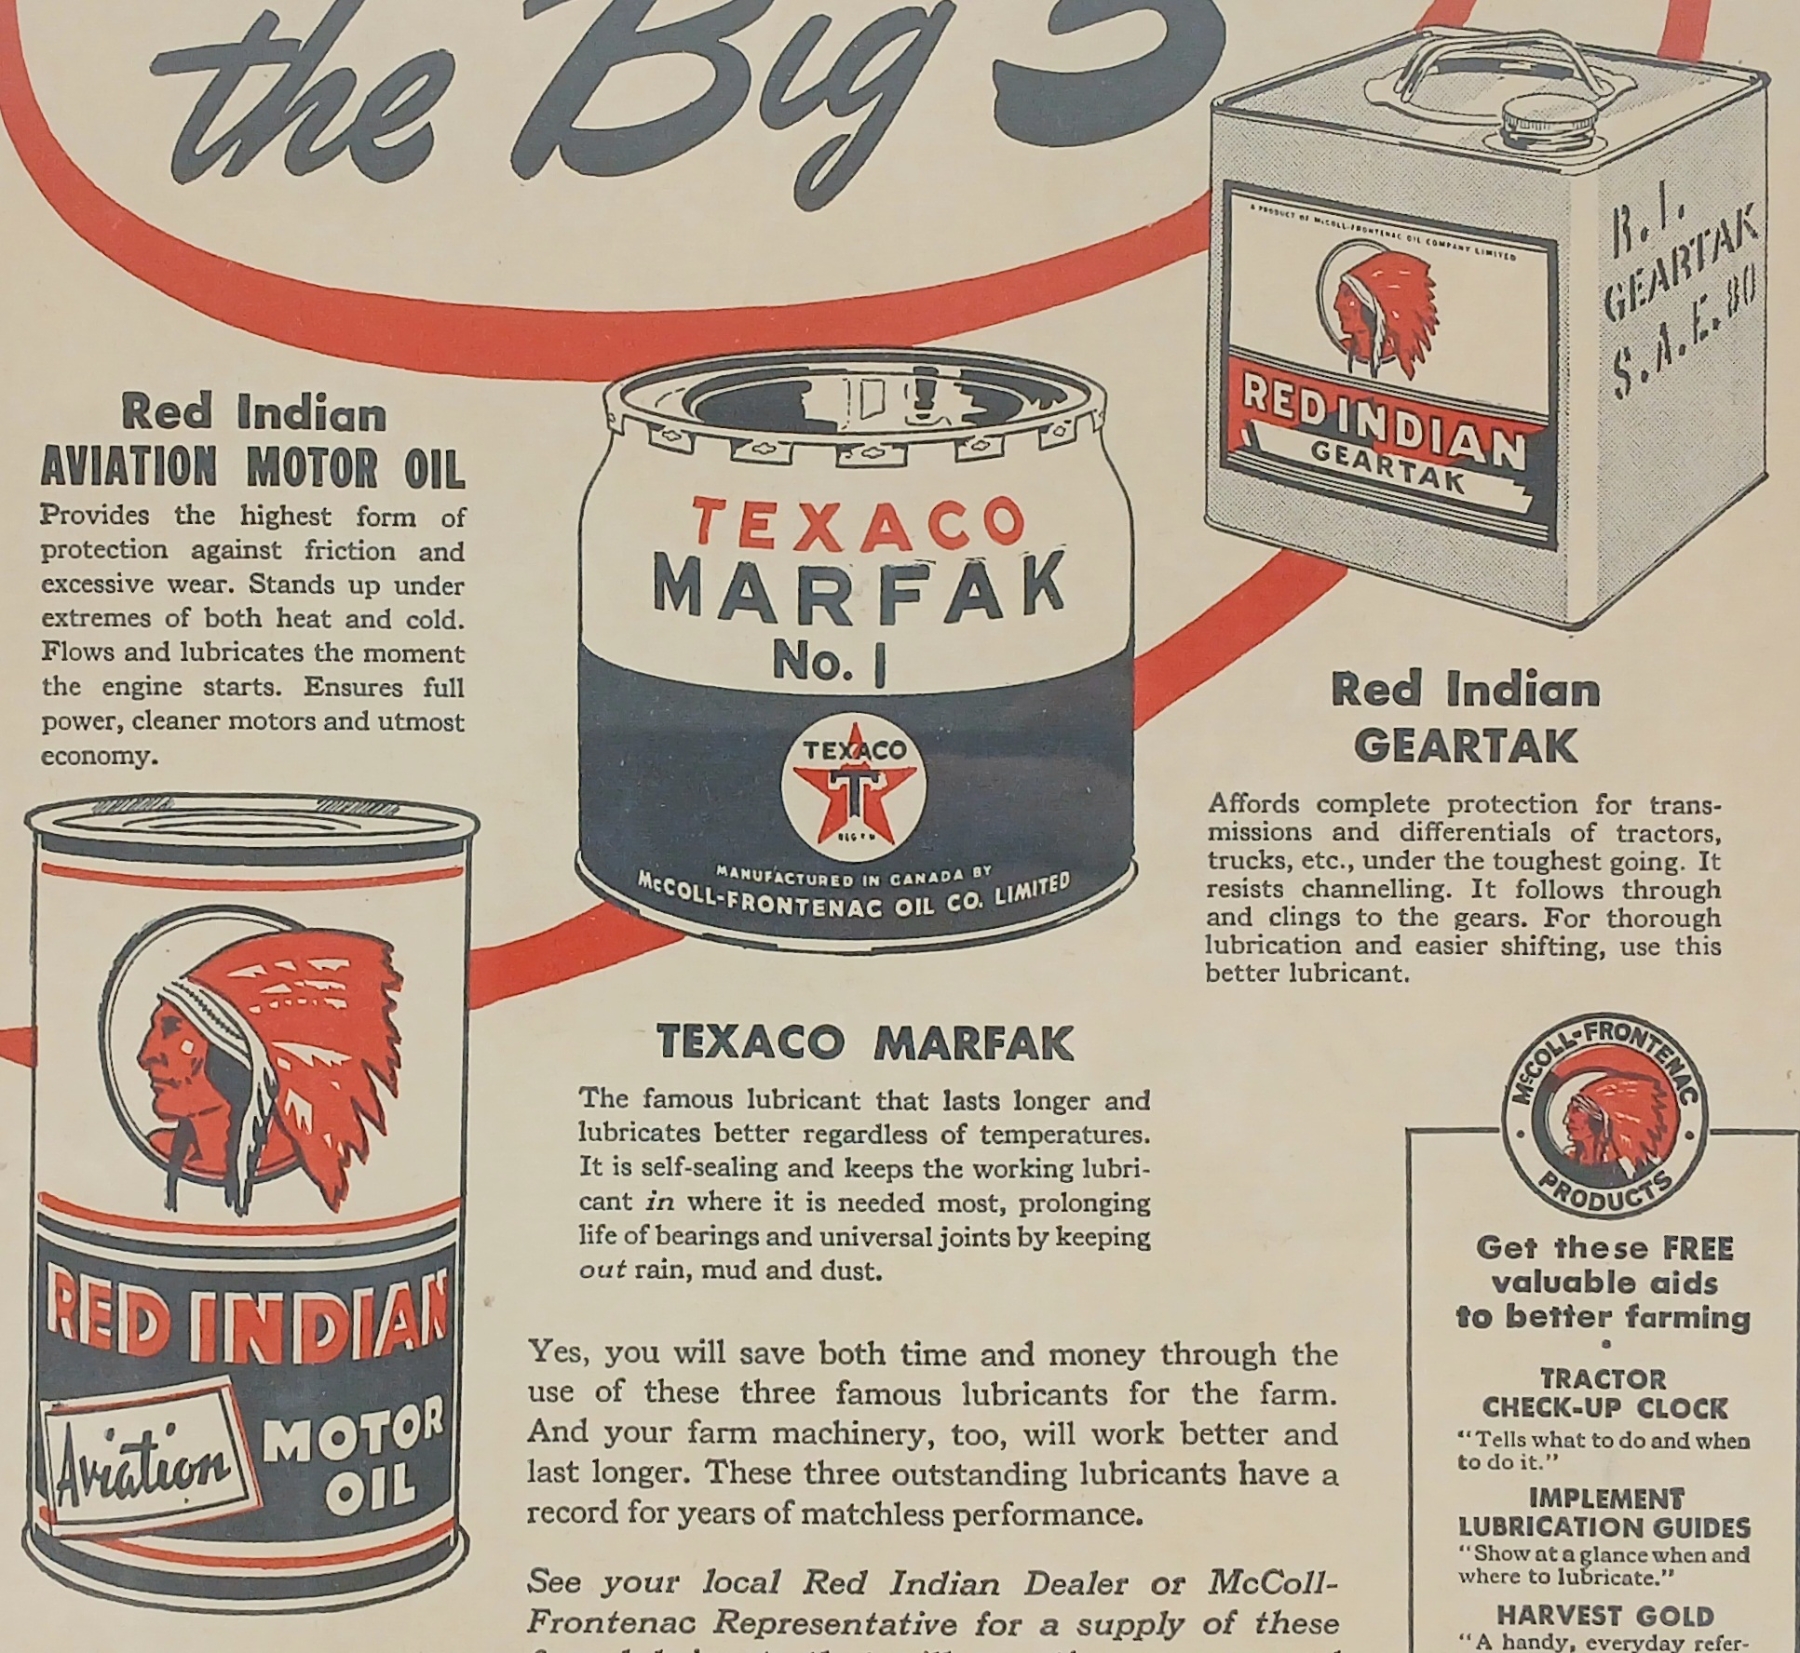 the Big 3
A PRODUCT OF McCOLL-FRONTENAC OIL COMPANY LIMITED
RED INDIAN
GEARTAK
R.I.
GEARTAK
S.A.E. 80
Red Indian
AVIATION MOTOR OIL
Provides the highest form of
protection against friction and
excessive wear. Stands up under
extremes of both heat and cold.
Flows and lubricates the moment
the engine starts. Ensures full
power, cleaner motors and utmost
economy.
RED INDIAN
Aviation
MOTOR
OIL
TEXACO
MARFAK
No. 1
TEXACO
T
MANUFACTURED IN CANADA BY
McCOLL-FRONTENAC OIL CO. LIMITED
TEXACO MARFAK
The famous lubricant that lasts longer and
lubricates better regardless of temperatures.
It is self-sealing and keeps the working lubri-
cant in where it is needed most, prolonging
life of bearings and universal joints by keeping
out rain, mud and dust.
Red Indian
GEARTAK
Affords complete protection for trans-
missions and differentials of tractors,
trucks, etc., under the toughest going. It
resists channelling. It follows through
and clings to the gears. For thorough
lubrication and easier shifting, use this
better lubricant.
Yes, you will save both time and money through the
use of these three famous lubricants for the farm.
And your farm machinery, too, will work better and
last longer. These three outstanding lubricants have a
record for years of matchless performance.
See your local Red Indian Dealer or McColl-
Frontenac Representative for a supply of these
McCOLL-FRONTENAC
PRODUCTS
Get these FREE
valuable aids
to better farming
TRACTOR
CHECK-UP CLOCK
“Tells what to do and when
to do it.”
IMPLEMENT
LUBRICATION GUIDES
“Show at a glance when and
where to lubricate.”
HARVEST GOLD
“A handy, everyday refer-